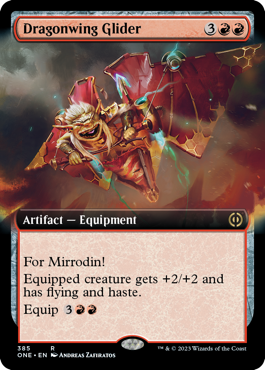 Dragonwing Glider 3
Artifact — Equipment
For Mirrodin!
Equipped creature gets +2/+2 and
has flying and haste.
Equip 3
385 R
ONE • EN Andreas Zafiratos ™ & © 2023 Wizards of the Coast